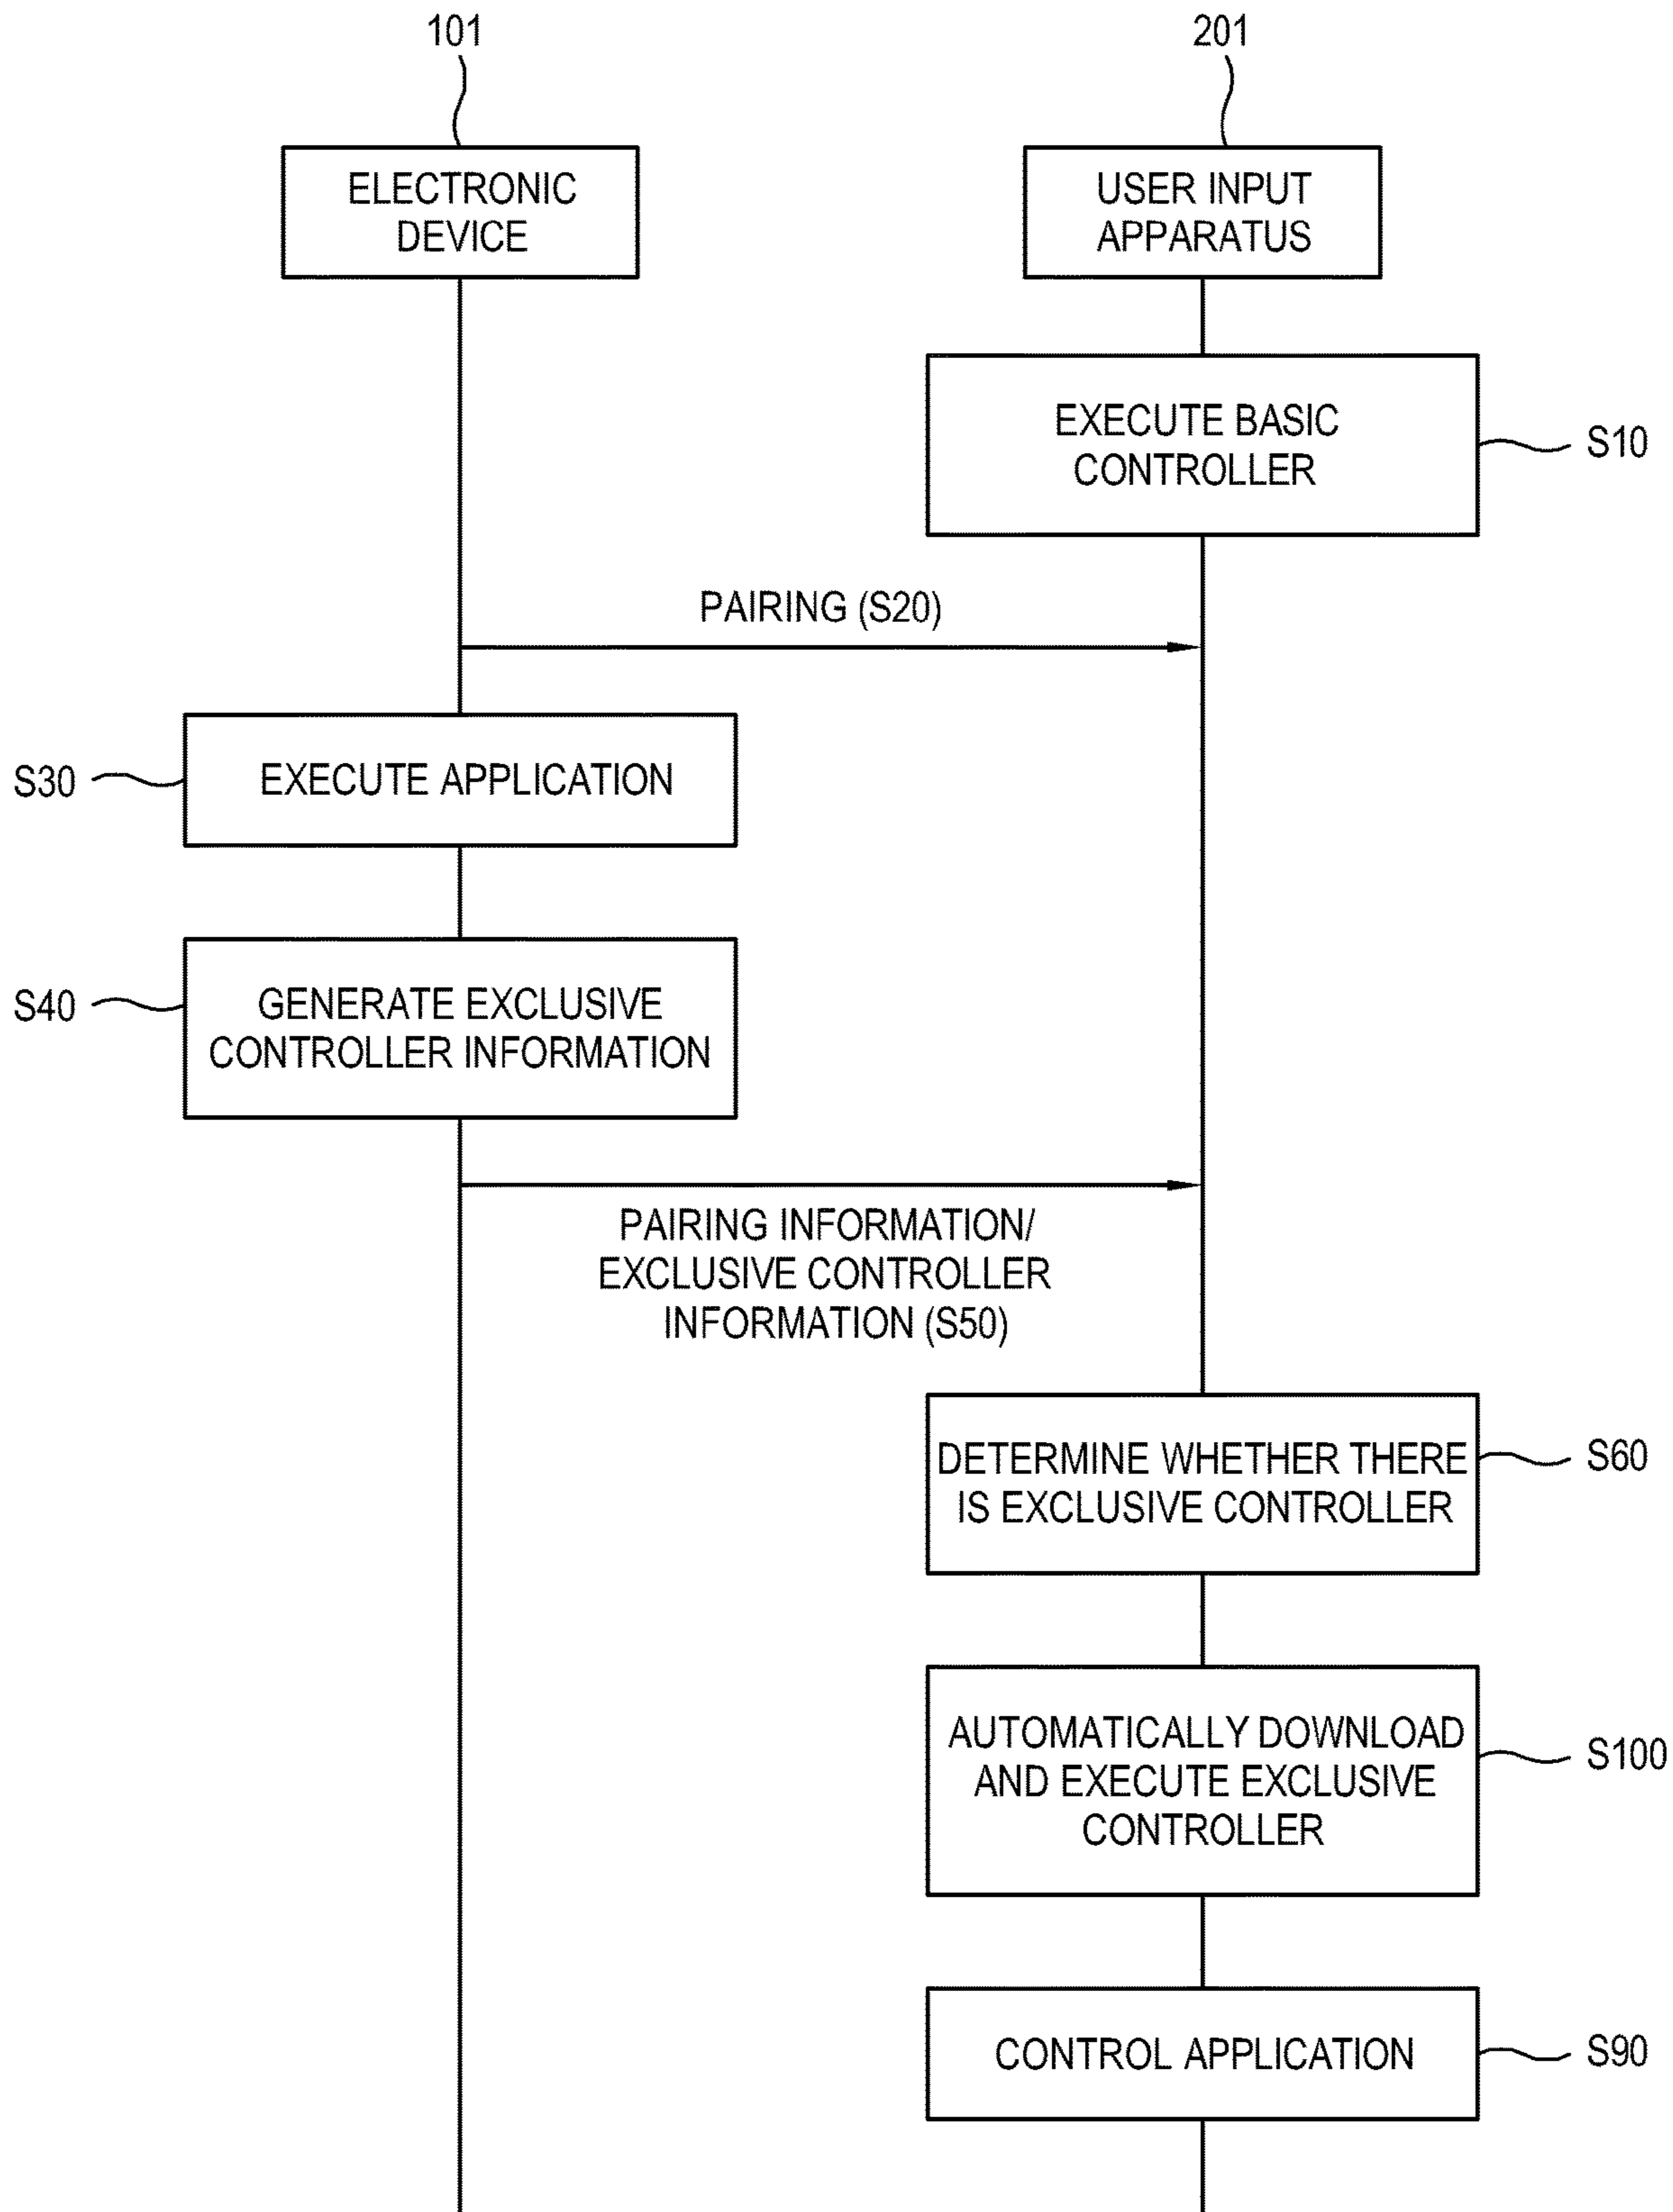 101
201
ELECTRONIC
DEVICE
USER INPUT
APPARATUS
EXECUTE BASIC
CONTROLLER
S10
PAIRING (S20)
S30
EXECUTE APPLICATION
S40
GENERATE EXCLUSIVE
CONTROLLER INFORMATION
PAIRING INFORMATION/
EXCLUSIVE CONTROLLER
INFORMATION (S50)
DETERMINE WHETHER THERE
IS EXCLUSIVE CONTROLLER
S60
AUTOMATICALLY DOWNLOAD
AND EXECUTE EXCLUSIVE
CONTROLLER
S100
CONTROL APPLICATION
S90